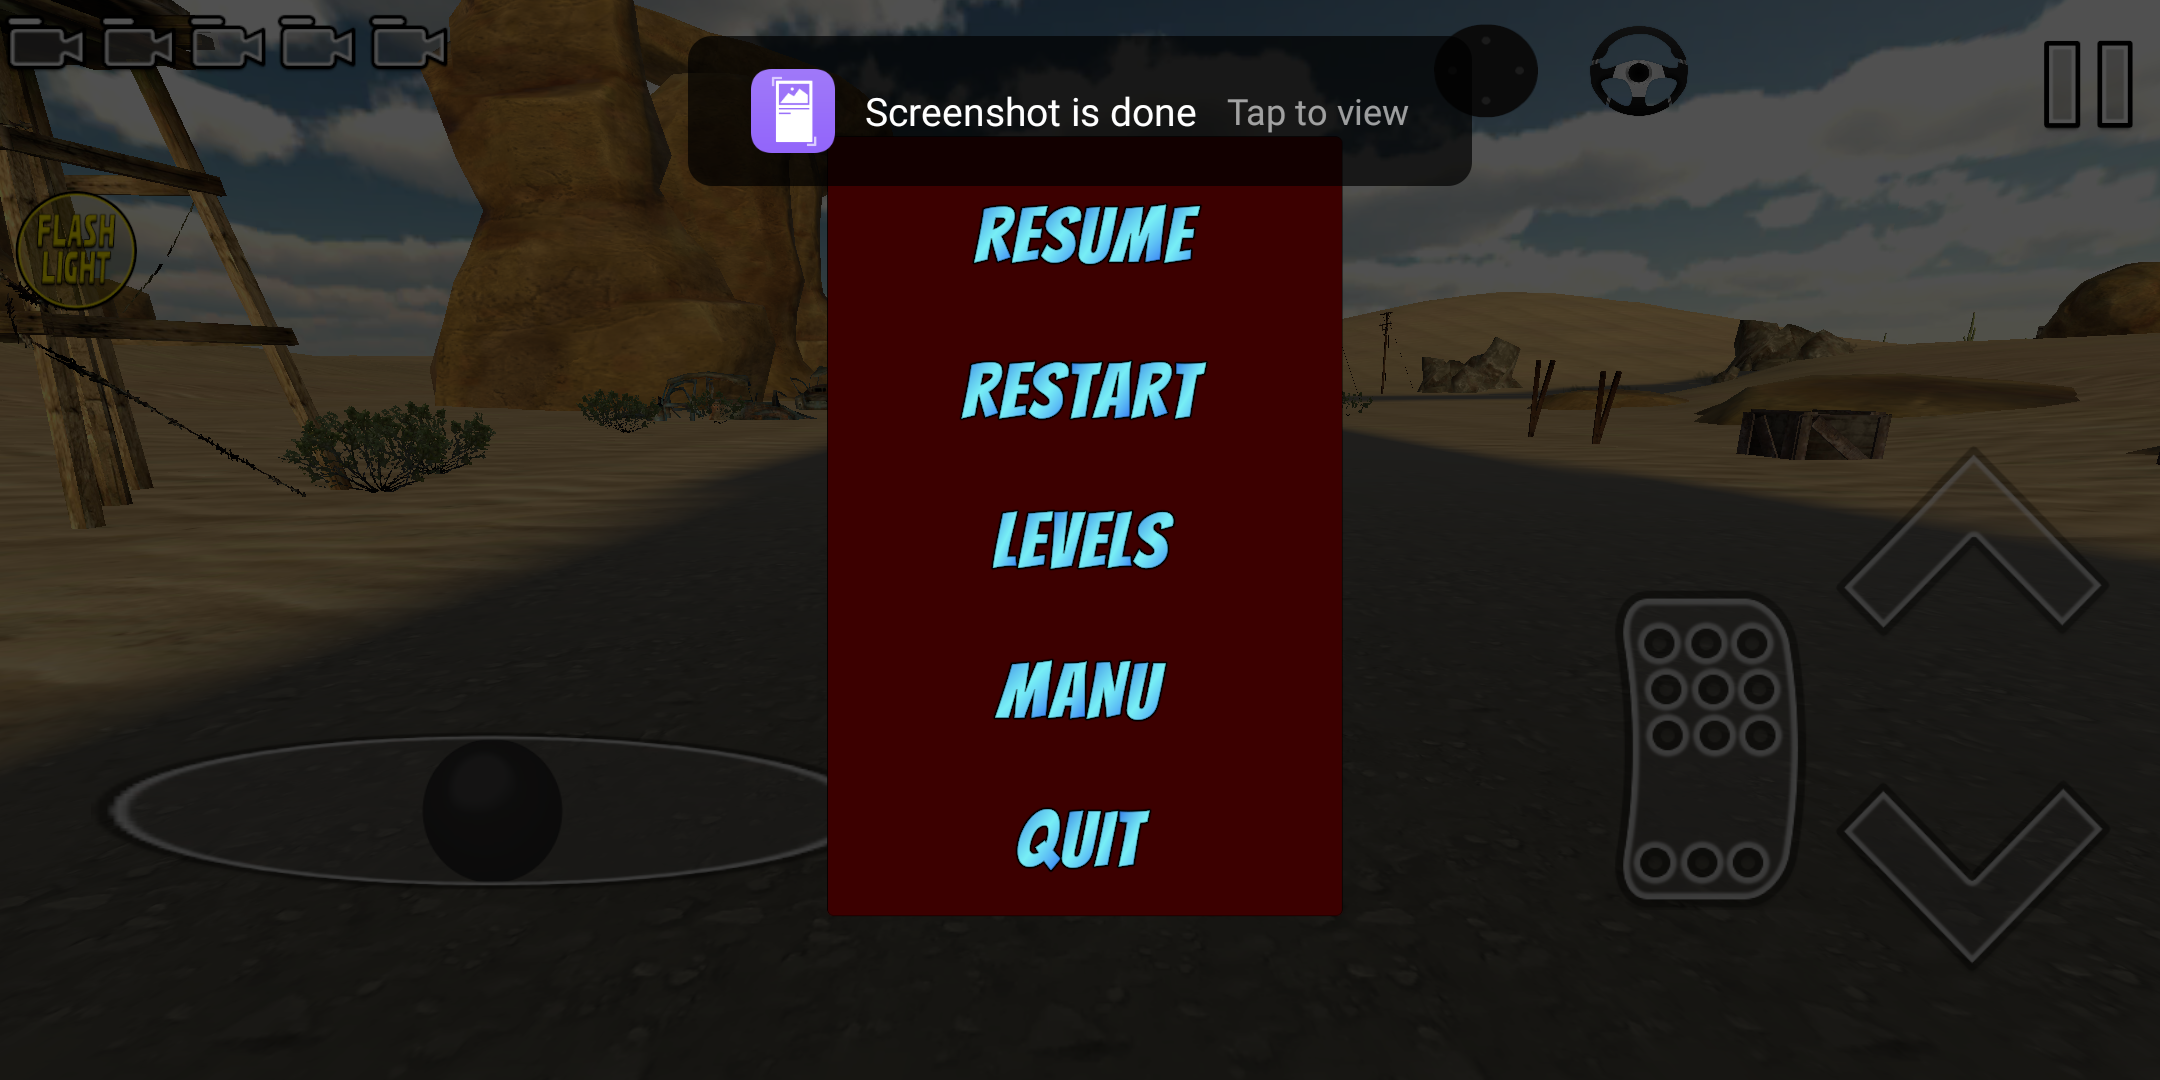 Screenshot is done Tap to view
FLASH
LIGHT
RESUME
RESTART
LEVELS
MANU
QUIT